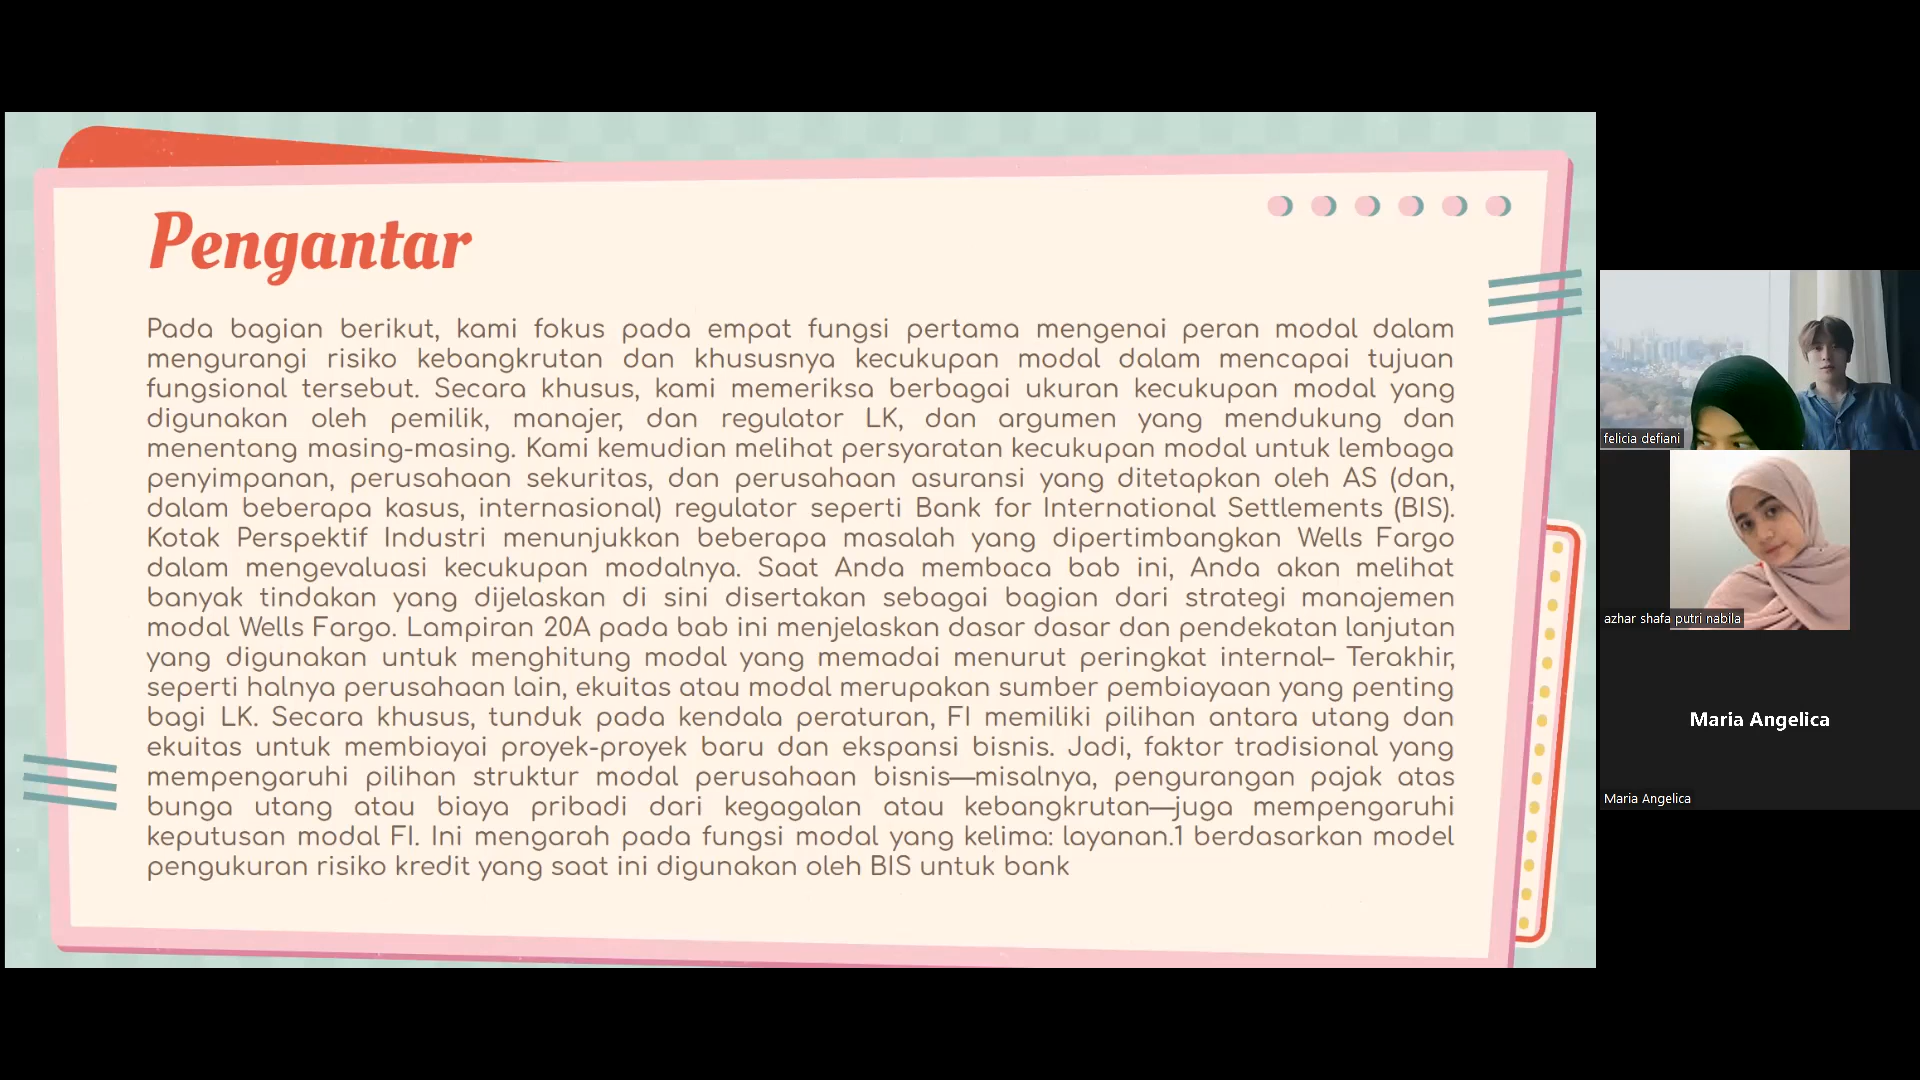 Pengantar
Pada bagian berikut, kami fokus pada empat fungsi pertama mengenai peran modal dalam
mengurangi risiko kebangkrutan dan khususnya kecukupan modal dalam mencapai tujuan
fungsional tersebut. Secara khusus, kami memeriksa berbagai ukuran kecukupan modal yang
digunakan oleh pemilik, manajer, dan regulator LK, dan argumen yang mendukung dan
menentang masing-masing. Kami kemudian melihat persyaratan kecukupan modal untuk lembaga
penyimpanan, perusahaan sekuritas, dan perusahaan asuransi yang ditetapkan oleh AS (dan,
dalam beberapa kasus, internasional) regulator seperti Bank for International Settlements (BIS).
Kotak Perspektif Industri menunjukkan beberapa masalah yang dipertimbangkan Wells Fargo
dalam mengevaluasi kecukupan modalnya. Saat Anda membaca bab ini, Anda akan melihat
banyak tindakan yang dijelaskan di sini disertakan sebagai bagian dari strategi manajemen
modal Wells Fargo. Lampiran 20A pada bab ini menjelaskan dasar dasar dan pendekatan lanjutan
yang digunakan untuk menghitung modal yang memadai menurut peringkat internal– Terakhir,
seperti halnya perusahaan lain, ekuitas atau modal merupakan sumber pembiayaan yang penting
bagi LK. Secara khusus, tunduk pada kendala peraturan, FI memiliki pilihan antara utang dan
ekuitas untuk membiayai proyek-proyek baru dan ekspansi bisnis. Jadi, faktor tradisional yang
mempengaruhi pilihan struktur modal perusahaan bisnis—misalnya, pengurangan pajak atas
bunga utang atau biaya pribadi dari kegagalan atau kebangkrutan—juga mempengaruhi
keputusan modal FI. Ini mengarah pada fungsi modal yang kelima: layanan.1 berdasarkan model
pengukuran risiko kredit yang saat ini digunakan oleh BIS untuk bank
felicia defiani
azhar shafa putri nabila
Maria Angelica
Maria Angelica